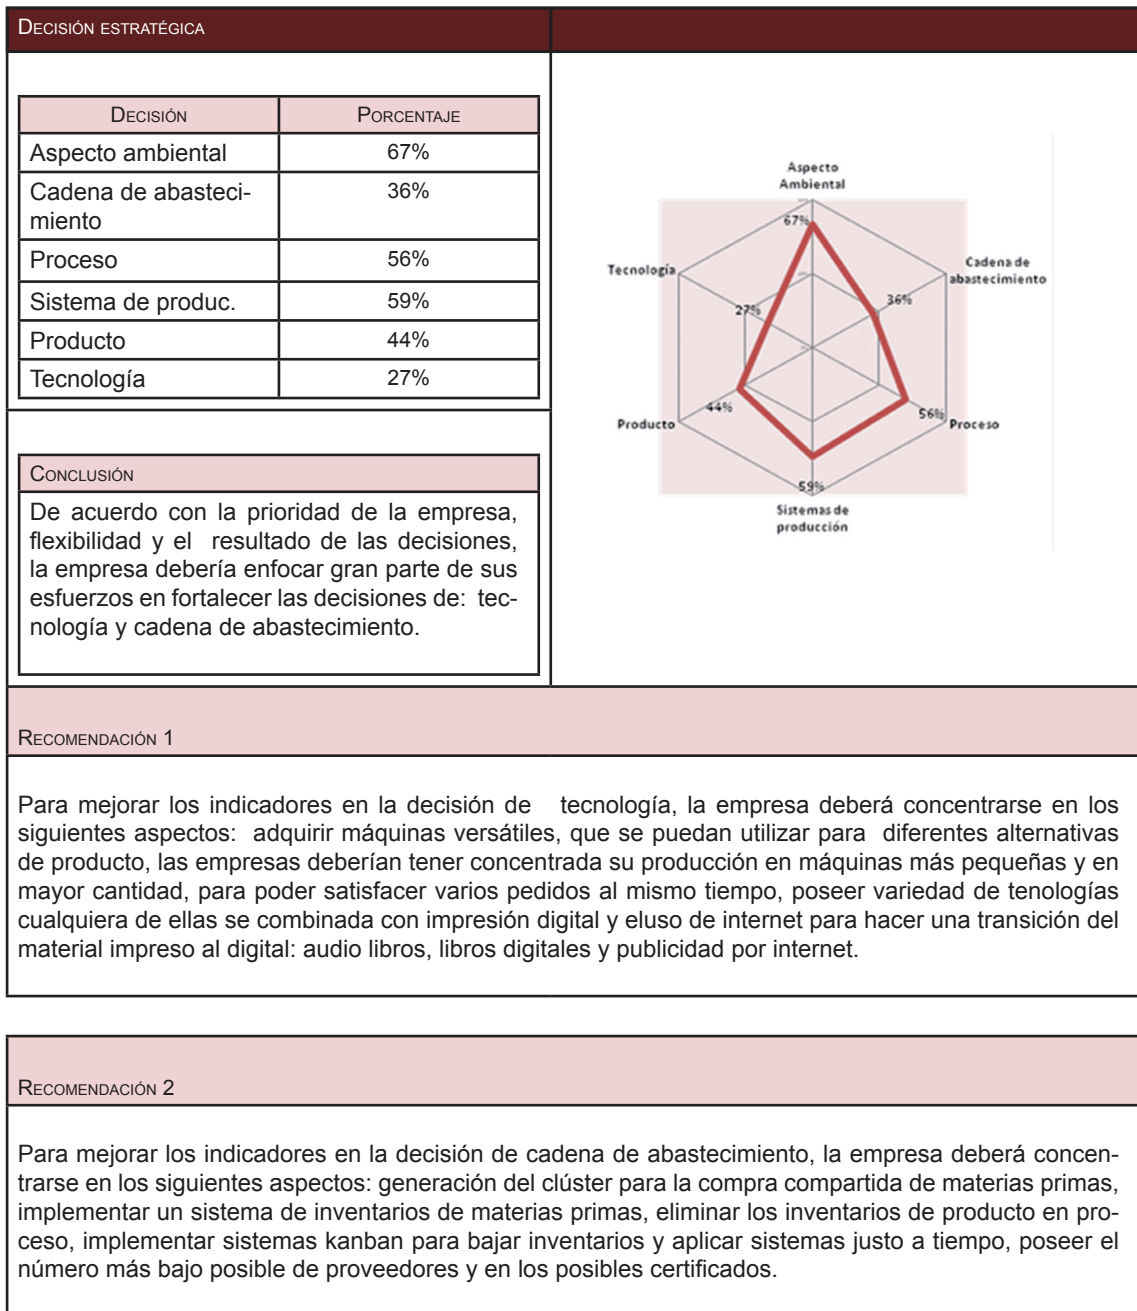 Decisión estratégica
Decisión Porcentaje
Aspecto ambiental 67%
Cadena de abasteci- 36%
miento
Proceso 56%
Sistema de produc. 59%
Producto 44%
Tecnología 27%
Conclusión
De acuerdo con la prioridad de la empresa,
flexibilidad y el resultado de las decisiones,
la empresa debería enfocar gran parte de sus
esfuerzos en fortalecer las decisiones de: tec-
nología y cadena de abastecimiento.
Aspecto
Ambiental
67%
Tecnología
Cadena de
abastecimiento
36%
27%
44%
56%
Producto
Proceso
59%
Sistemas de
producción
Recomendación 1
Para mejorar los indicadores en la decisión de tecnología, la empresa deberá concentrarse en los
siguientes aspectos: adquirir máquinas versátiles, que se puedan utilizar para diferentes alternativas
de producto, las empresas deberían tener concentrada su producción en máquinas más pequeñas y en
mayor cantidad, para poder satisfacer varios pedidos al mismo tiempo, poseer variedad de tenologías
cualquiera de ellas se combinada con impresión digital y eluso de internet para hacer una transición del
material impreso al digital: audio libros, libros digitales y publicidad por internet.
Recomendación 2
Para mejorar los indicadores en la decisión de cadena de abastecimiento, la empresa deberá concen-
trarse en los siguientes aspectos: generación del clúster para la compra compartida de materias primas,
implementar un sistema de inventarios de materias primas, eliminar los inventarios de producto en pro-
ceso, implementar sistemas kanban para bajar inventarios y aplicar sistemas justo a tiempo, poseer el
número más bajo posible de proveedores y en los posibles certificados.